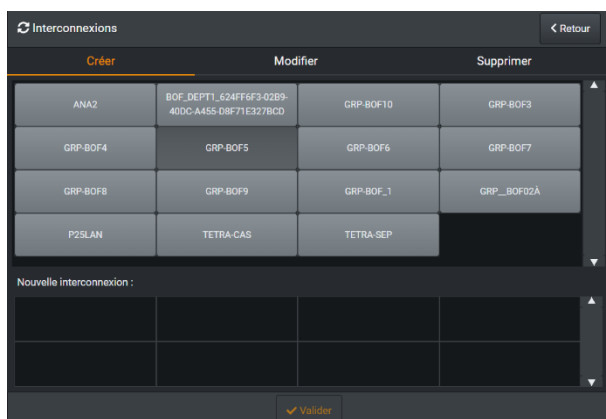 Interconnexions
Retour
Créer
Modifier
Supprimer
ANA2
BOF_DEPT1_624FF6F3-02B9-
40DC-A455-D8F71E327BCD
GRP-BOF10
GRP-BOF3
GRP-BOF4
GRP-BOF5
GRP-BOF6
GRP-BOF7
GRP-BOF8
GRP-BOF9
GRP-BOF_1
GRP__BOF02À
P25LAN
TETRA-CAS
TETRA-SEP
Nouvelle interconnexion :
Valider